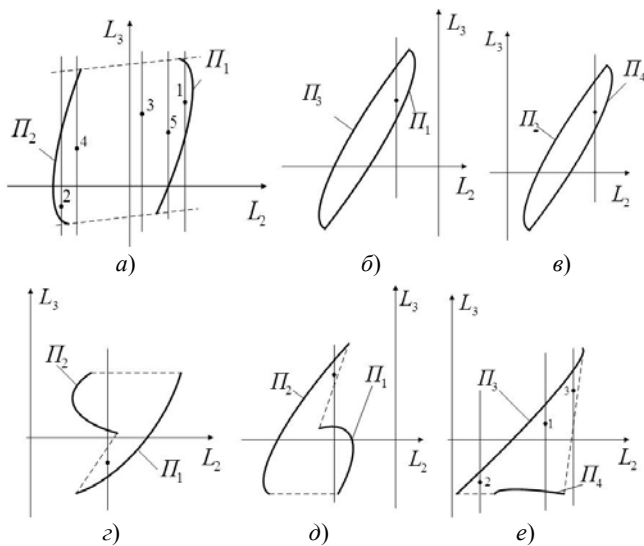 L₃
П₁
П₂
1
3
4
5
2
L₂
а)
L₃
П₃
П₁
L₂
б)
L₃
П₄
П₂
L₂
в)
L₃
П₂
L₂
П₁
г)
L₃
П₂
П₁
L₂
д)
L₃
П₃
3
1
2
L₂
П₄
е)